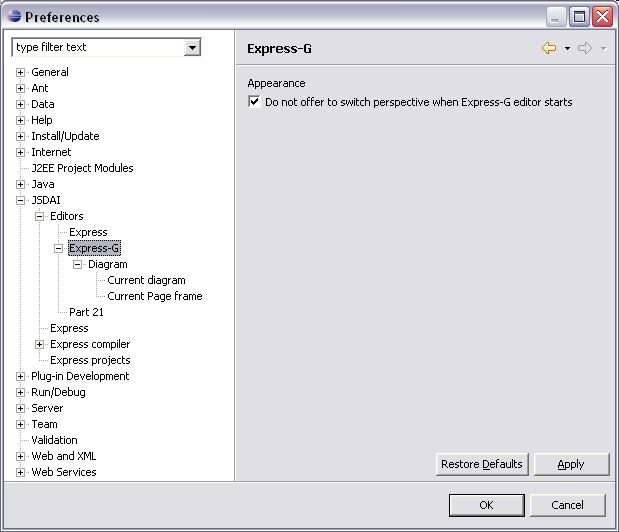 Preferences
type filter text
General
Ant
Data
Help
Install/Update
Internet
J2EE Project Modules
Java
JSDAI
Editors
Express
Express-G
Diagram
Current diagram
Current Page frame
Part 21
Express
Express compiler
Express projects
Plug-in Development
Run/Debug
Server
Team
Validation
Web and XML
Web Services
Express-G
Appearance
Do not offer to switch perspective when Express-G editor starts
Restore Defaults
Apply
OK
Cancel